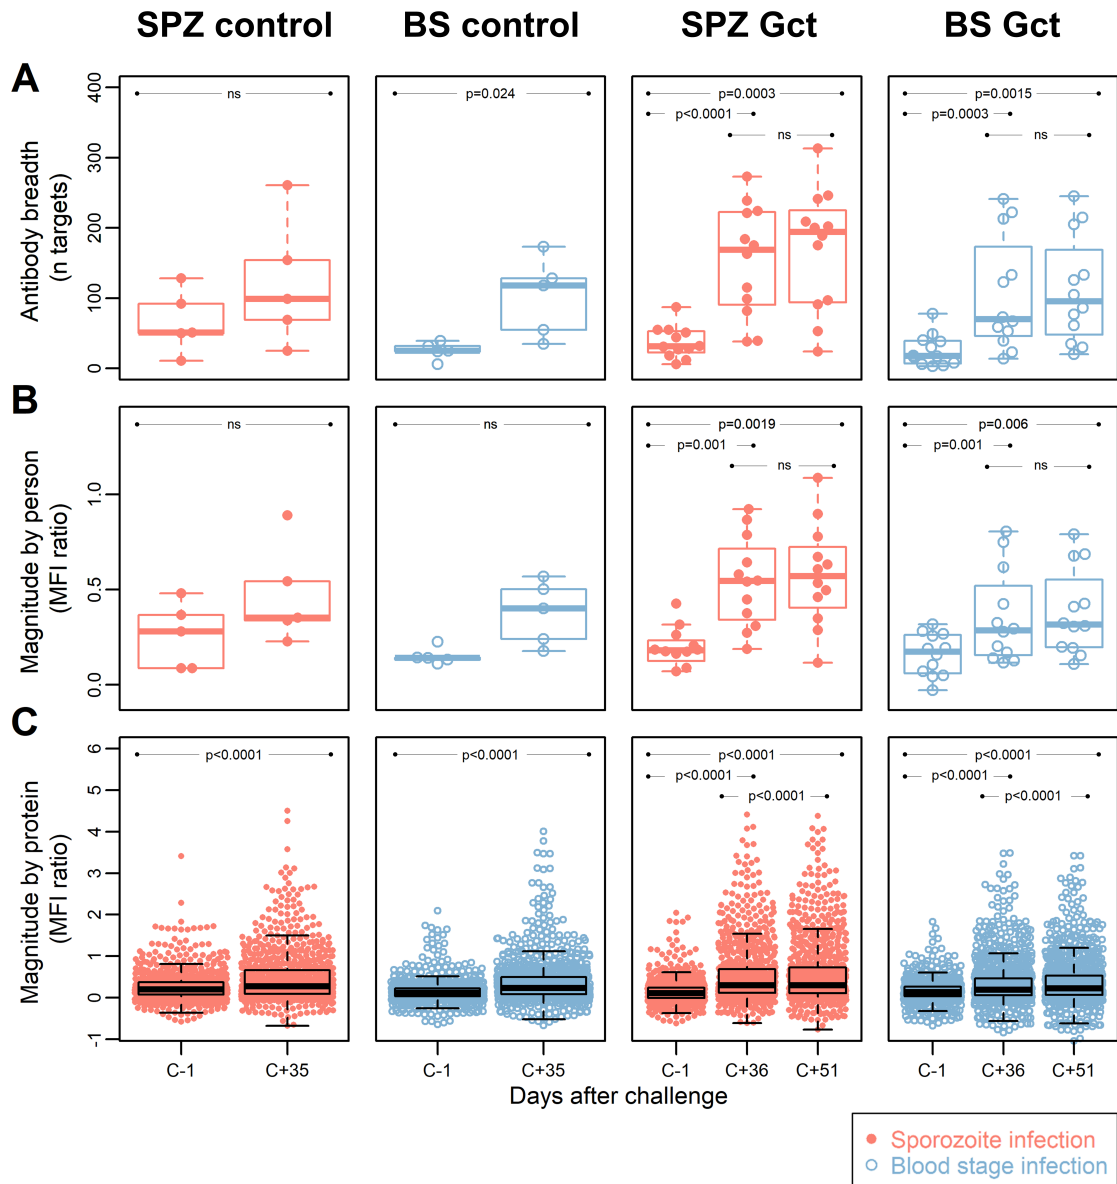 SPZ control BS control SPZ Gct BS Gct
A
Antibody breadth
(n targets)
400
300
200
100
0
ns
p=0.024
p=0.0003
p<0.0001
ns
p=0.0015
p=0.0003
ns
B
Magnitude by person
(MFI ratio)
1.0
0.5
0.0
ns
ns
p=0.0019
p=0.001
ns
p=0.006
p=0.001
ns
C
Magnitude by protein
(MFI ratio)
6
5
4
3
2
1
0
-1
p<0.0001
p<0.0001
p<0.0001
p<0.0001
p<0.0001
p<0.0001
p<0.0001
p<0.0001
C-1 C+35 C-1 C+35 C-1 C+36 C+51 C-1 C+36 C+51
Days after challenge
Sporozoite infection
Blood stage infection